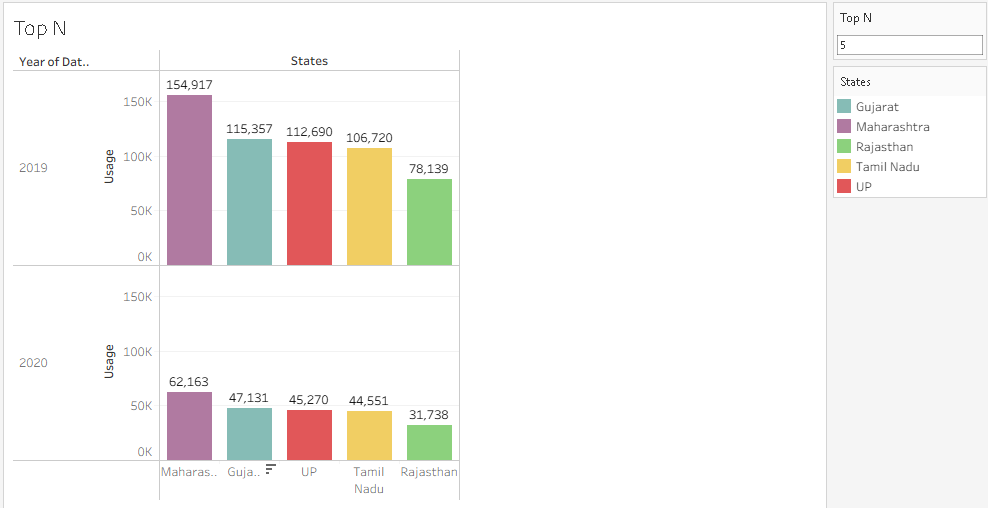 Top N
Year of Dat..
States
154,917
115,357
112,690
106,720
78,139
150K
100K
50K
0K
Usage
2019
62,163
47,131
45,270
44,551
31,738
150K
100K
50K
0K
Usage
2020
Maharas..
Guja..
UP
Tamil
Nadu
Rajasthan
Top N
5
States
Gujarat
Maharashtra
Rajasthan
Tamil Nadu
UP